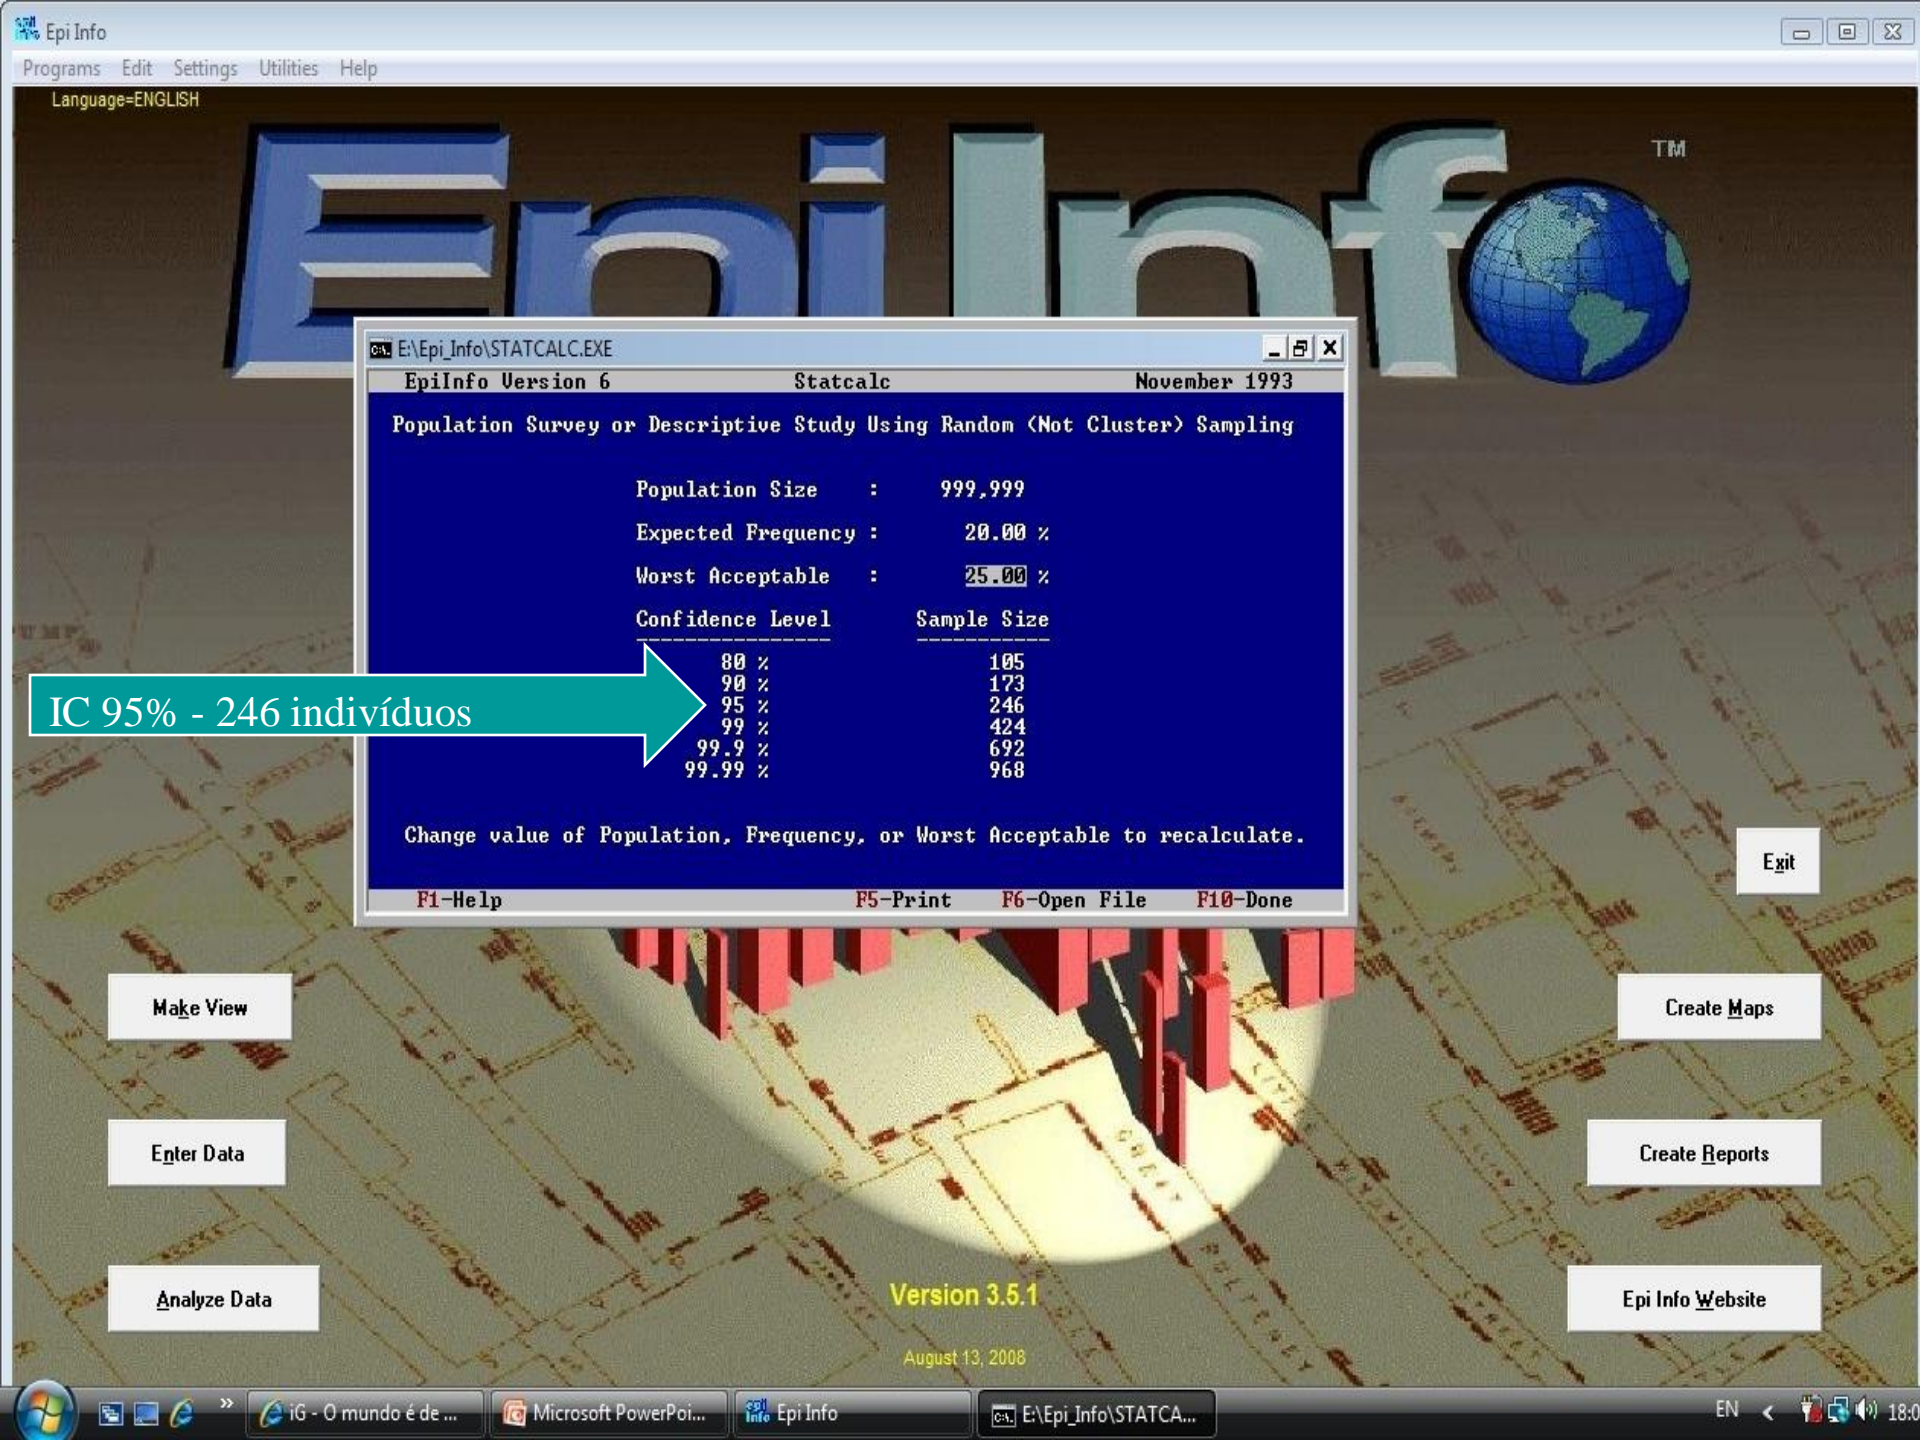 Epi Info
Programs Edit Settings Utilities Help
Language=ENGLISH
Epi Info
TM
E:\Epi_Info\STATCALC.EXE
EpiInfo Version 6 Statcalc November 1993
Population Survey or Descriptive Study Using Random (Not Cluster) Sampling
Population Size : 999,999
Expected Frequency : 20.00 %
Worst Acceptable : 25.00 %
Confidence Level Sample Size
80 % 105
90 % 173
95 % 246
99 % 424
99.9 % 692
99.99 % 968
IC 95% - 246 indivíduos
Change value of Population, Frequency, or Worst Acceptable to recalculate.
F1-Help F5-Print F6-Open File F10-Done
Exit
Make View
Create Maps
Enter Data
Create Reports
Analyze Data
Version 3.5.1
Epi Info Website
August 13, 2008
» iG - O mundo é de ... Microsoft PowerPoi... Epi Info E:\Epi_Info\STATCA... EN < 18:0